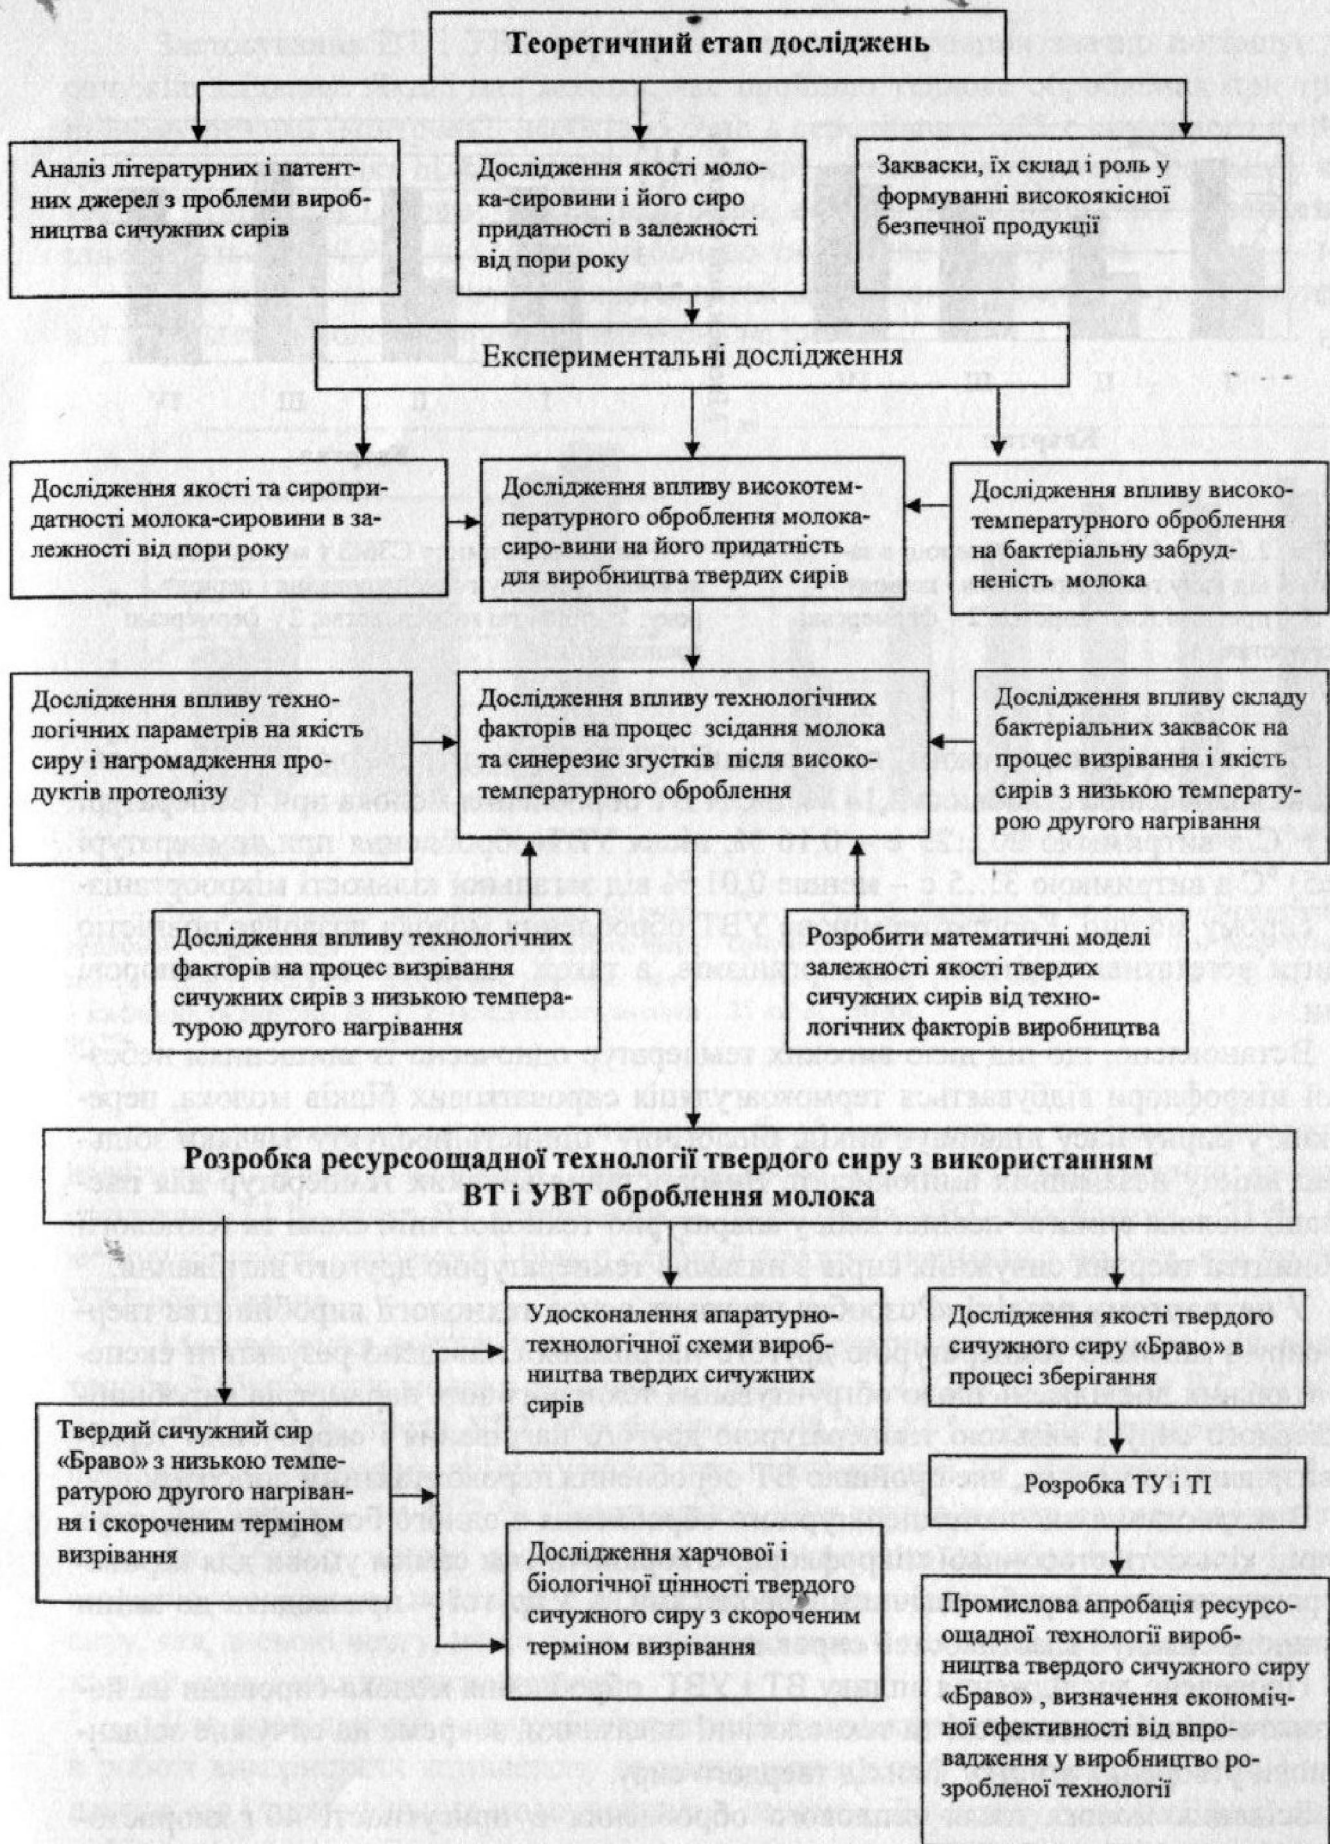 Теоретичний етап досліджень
Аналіз літературних і патент-
них джерел з проблеми вироб-
ництва сичужних сирів
Дослідження якості моло-
ка-сировини і його сиро
придатності в залежності
від пори року
Закваски, їх склад і роль у
формуванні високоякісної
безпечної продукції
Експериментальні дослідження
Дослідження якості та сиропри-
датності молока-сировини в за-
лежності від пори року
Дослідження впливу високотем-
ператуpного оброблення молока-
сиро-вини на його придатність
для виробництва твердих сирів
Дослідження впливу високо-
температурного оброблення
на бактеріальну забруд-
неність молока
Дослідження впливу техно-
логічних параметрів на якість
сиру і нагромадження про-
дуктів протеолізу
Дослідження впливу технологічних
факторів на процес зсідання молока
та синерезис згустків після високо-
температурного оброблення
Дослідження впливу складу
бактеріальних заквасок на
процес визрівання і якість
сирів з низькою температу-
рою другого нагрівання
Дослідження впливу технологічних
факторів на процес визрівання
сичужних сирів з низькою темпера-
турою другого нагрівання
Розробити математичні моделі
залежності якості твердих
сичужних сирів від техно-
логічних факторів виробництва
Розробка ресурсоощадної технології твердого сиру з використанням
ВТ і УВТ оброблення молока
Твердий сичужний сир
«Браво» з низькою темпе-
ратурою другого нагріван-
ня і скороченим терміном
визрівання
Удосконалення апаратурно-
технологічної схеми вироб-
ництва твердих сичужних
сирів
Дослідження харчової і
біологічної цінності твердого
сичужного сиру з скороченим
терміном визрівання
Дослідження якості твердого
сичужного сиру «Браво» в
процесі зберігання
Розробка ТУ і ТІ
Промислова апробація ресурсо-
ощадної технології вироб-
ництва твердого сичужного сиру
«Браво» , визначення економіч-
ної ефективності від впро-
вадження у виробництво ро-
зробленої технології